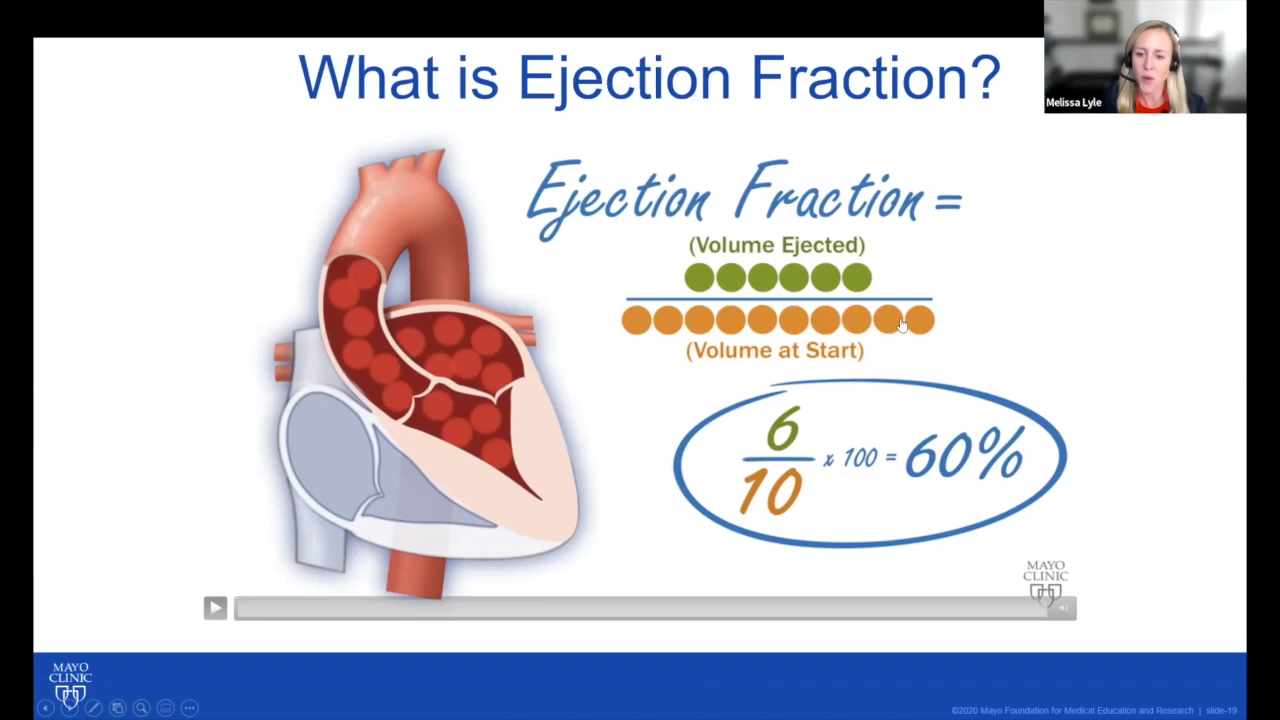 What is Ejection Fraction?
Melissa Lyle
Ejection Fraction =
(Volume Ejected)
(Volume at Start)
6
10
x 100 = 60%
MAYO
CLINIC
MAYO
CLINIC
©2020 Mayo Foundation for Medical Education and Research | slide-19